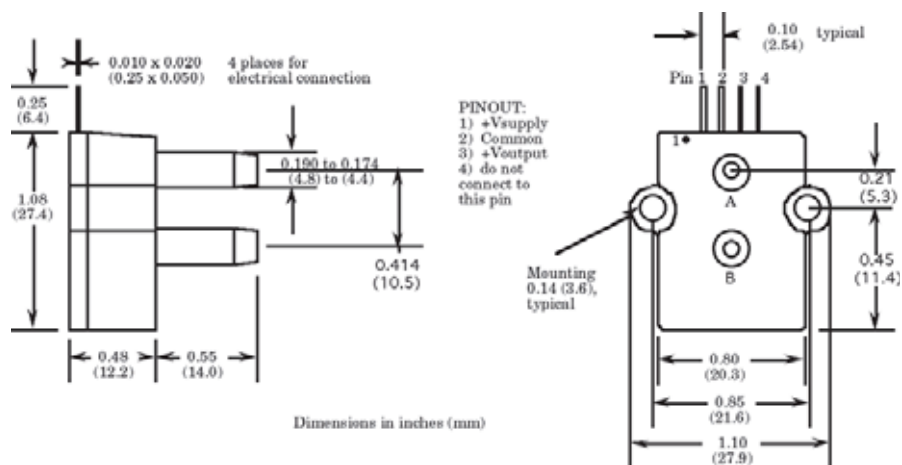 0.010 x 0.020
(0.25 x 0.050)
4 places for
electrical connection
0.25
(6.4)
1.08
(27.4)
0.190 to 0.174
(4.8) to (4.4)
0.414
(10.5)
0.48
(12.2)
0.55
(14.0)
PINOUT:
1) +Vsupply
2) Common
3) +Voutput
4) do not
connect to
this pin
0.10
(2.54)
typical
Pin 1 2 3 4
1
A
B
0.21
(5.3)
0.45
(11.4)
Mounting
0.14 (3.6),
typical
0.80
(20.3)
0.85
(21.6)
1.10
(27.9)
Dimensions in inches (mm)